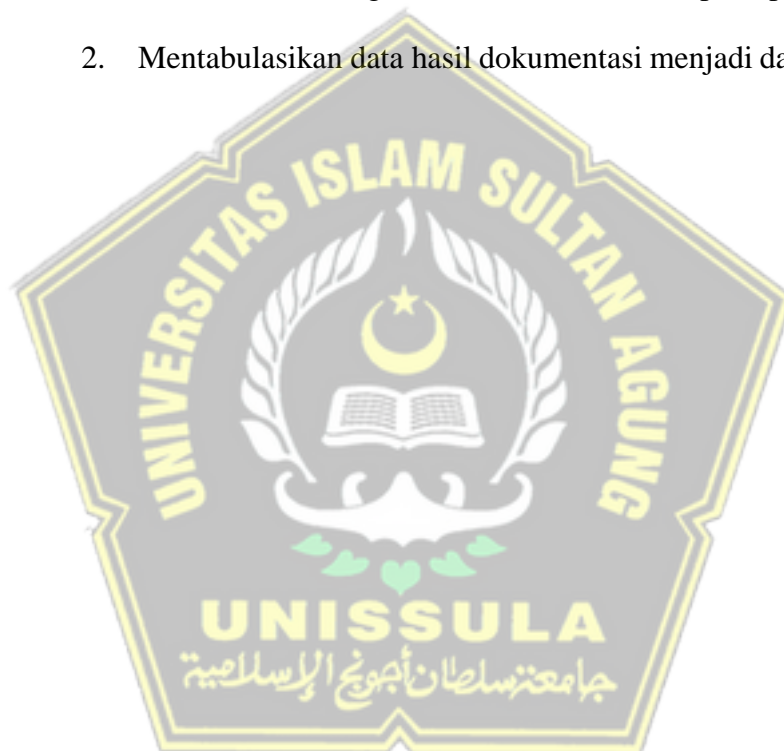 2. Mentabulasikan data hasil dokumentasi menjadi da
UNIVERSITAS ISLAM SULTAN AGUNG
UNISSULA
جامعة سلطان أجونج الإسلامية